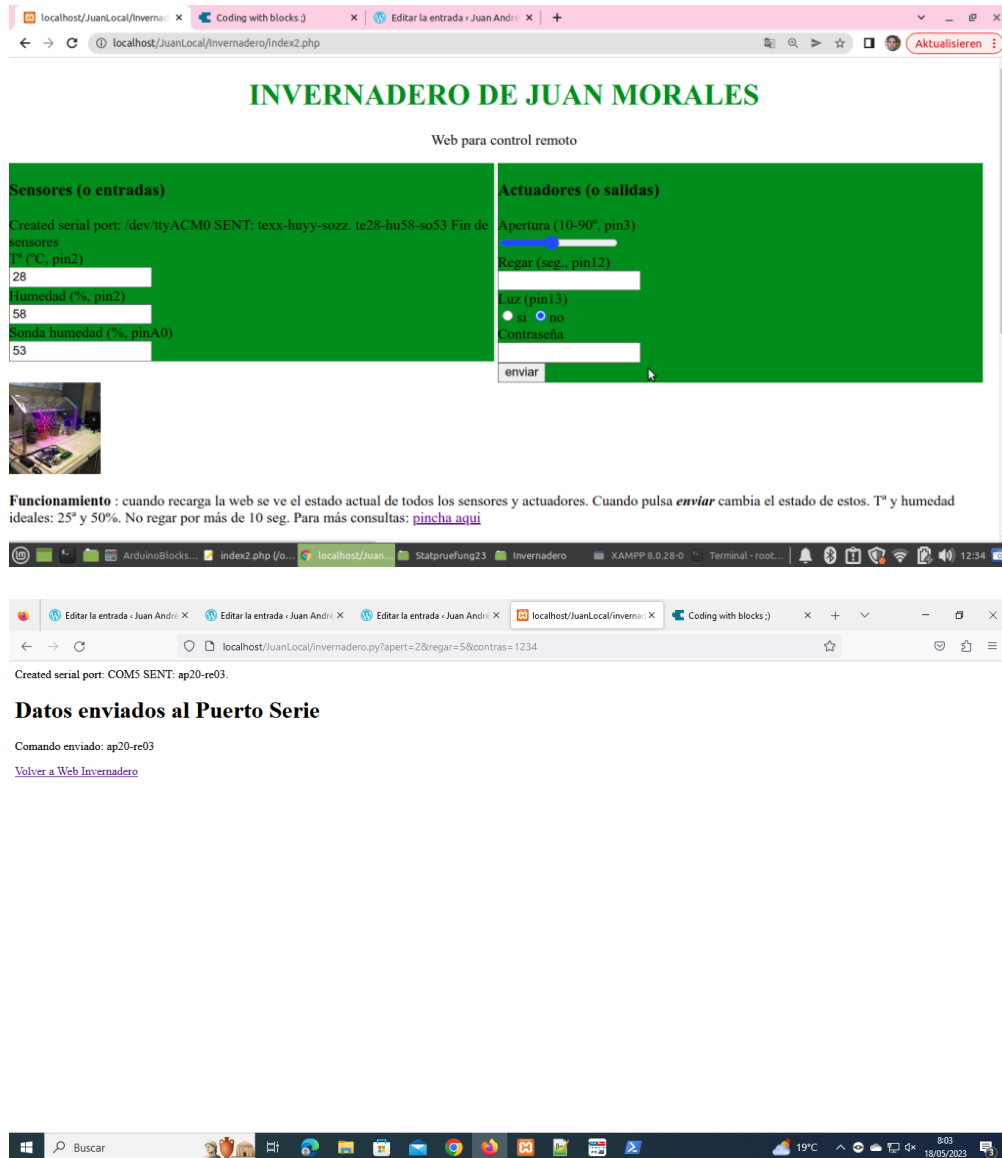 localhost/JuanLocal/Invernad
Coding with blocks ;)
Editar la entrada ‹ Juan André
localhost/JuanLocal/Invernadero/index2.php
Aktualisieren
INVERNADERO DE JUAN MORALES
Web para control remoto
Sensores (o entradas)
Created serial port: /dev/ttyACM0 SENT: texx-huyy-sozz. te28-hu58-so53 Fin de
sensores
Tª (ºC, pin2)
28
Humedad (%, pin2)
58
Sonda humedad (%, pinA0)
53
Actuadores (o salidas)
Apertura (10-90º, pin3)
Regar (seg., pin12)
Luz (pin13)
si no
Contraseña
enviar
Funcionamiento : cuando recarga la web se ve el estado actual de todos los sensores y actuadores. Cuando pulsa enviar cambia el estado de estos. Tª y humedad
ideales: 25ª y 50%. No regar por más de 10 seg. Para más consultas: pincha aqui
ArduinoBlocks... index2.php (/o... localhost/Juan... Statpruefung23 Invernadero XAMPP 8.0.28-0 Terminal - root... 12:34
Editar la entrada ‹ Juan André Editar la entrada ‹ Juan André Editar la entrada ‹ Juan André localhost/JuanLocal/invernad Coding with blocks ;)
localhost/JuanLocal/invernadero.py?apert=2&regar=5&contras=1234
Created serial port: COM5 SENT: ap20-re03.
Datos enviados al Puerto Serie
Comando enviado: ap20-re03
Volver a Web Invernadero
Buscar
19°C
8:03
18/05/2023